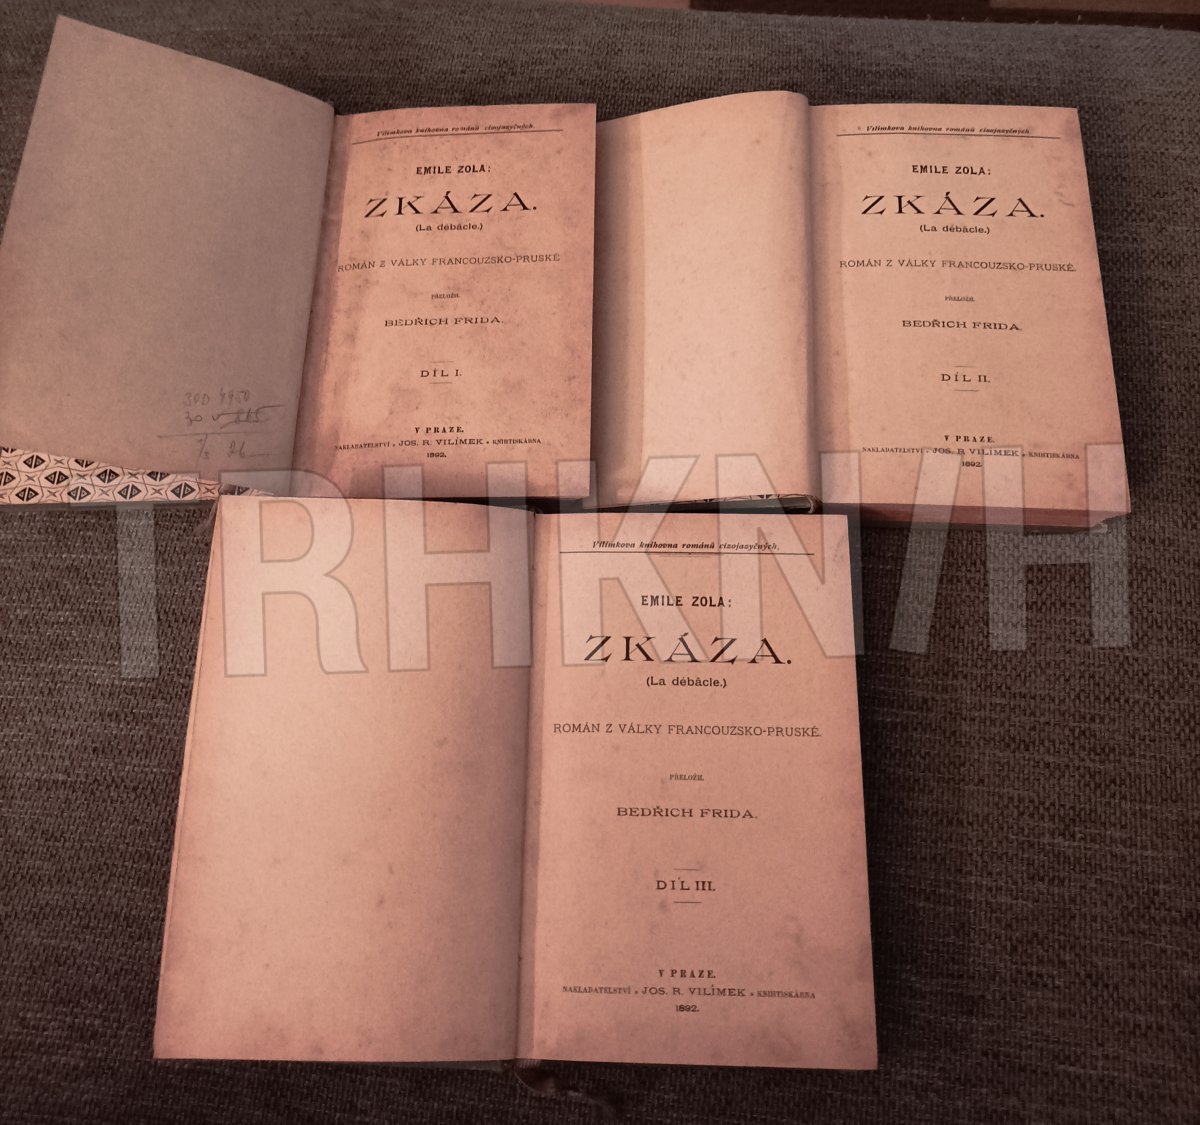 Vilímkova knihovna románů cizojazyčných.
EMILE ZOLA:
ZKÁZA.
(La débâcle.)
ROMÁN Z VÁLKY FRANCOUZSKO-PRUSKÉ
PŘELOŽIL
BEDŘICH FRIDA.
DÍL I.
V PRAZE.
NAKLADATELSTVÍ JOS. R. VILÍMEK KNIHTISKÁRNA
1892.
Vilímkova knihovna románů cizojazyčných.
EMILE ZOLA:
ZKÁZA.
(La débâcle.)
ROMÁN Z VÁLKY FRANCOUZSKO-PRUSKÉ.
PŘELOŽIL
BEDŘICH FRIDA.
DÍL II.
V PRAZE.
NAKLADATELSTVÍ JOS. R. VILÍMEK KNIHTISKÁRNA
1892.
TRHKN/H
Vilímkova knihovna románů cizojazyčných.
EMILE ZOLA:
ZKÁZA.
(La débâcle.)
ROMÁN Z VÁLKY FRANCOUZSKO-PRUSKÉ.
PŘELOŽIL
BEDŘICH FRIDA.
DÍL III.
V PRAZE.
NAKLADATELSTVÍ JOS. R. VILÍMEK KNIHTISKÁRNA
1892.